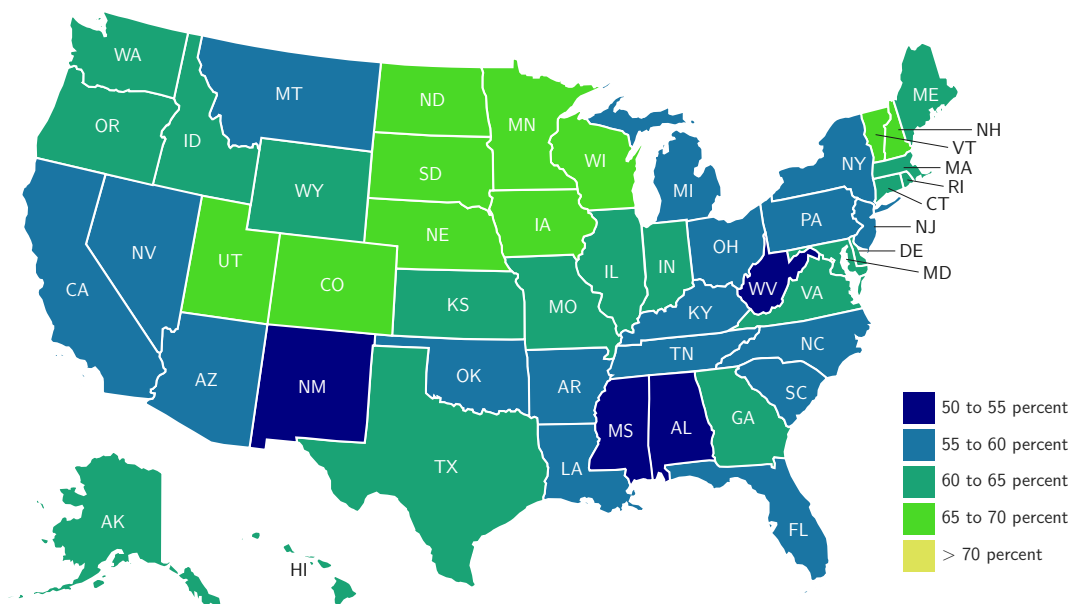 WA
MT
ND
ME
MN
OR
NH
ID
VT
WI
NY
MA
SD
RI
WY
MI
CT
PA
IA
NJ
NE
OH
DE
NV
UT
IL
IN
MD
CO
CA
WV
VA
KS
MO
KY
NC
TN
OK
AZ
NM
AR
SC
GA
AL
MS
TX
LA
AK
FL
HI
50 to 55 percent
55 to 60 percent
60 to 65 percent
65 to 70 percent
> 70 percent